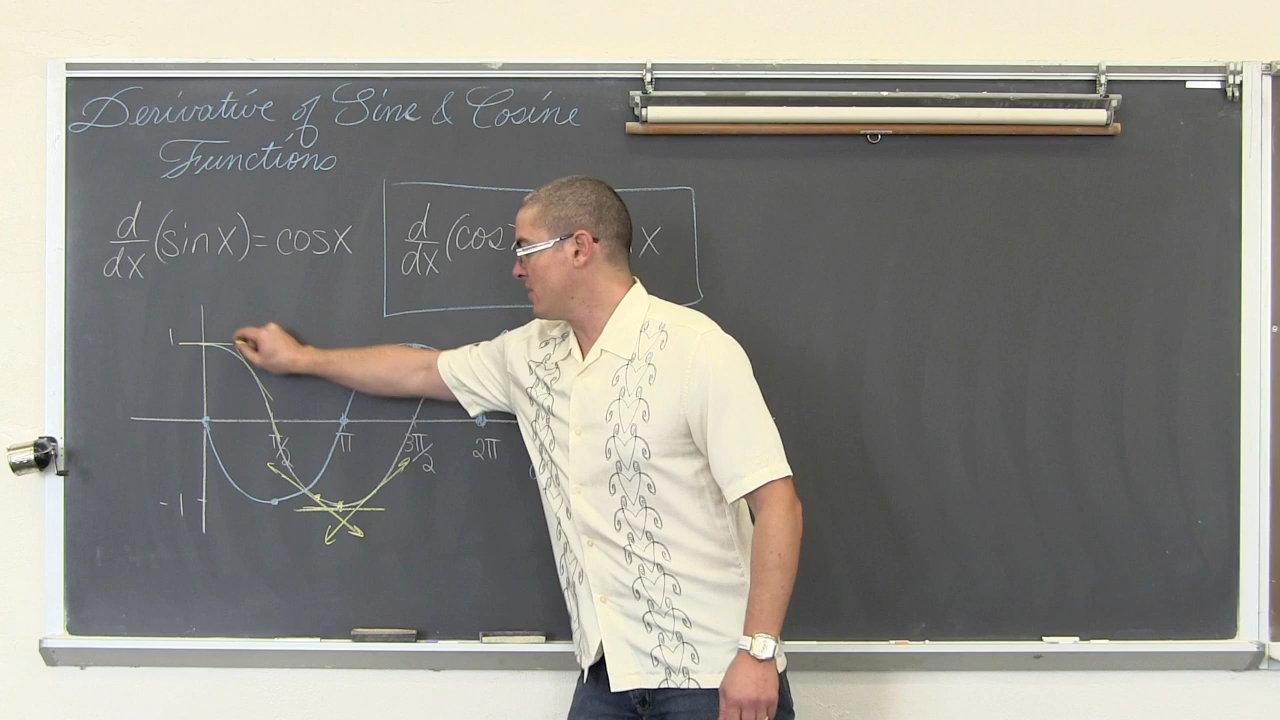 Derivative of Sine & Cosine
Functions
d/dx (sin x) = cos x
d/dx (cos
x
1
π/2 π 3π/2 2π
-1